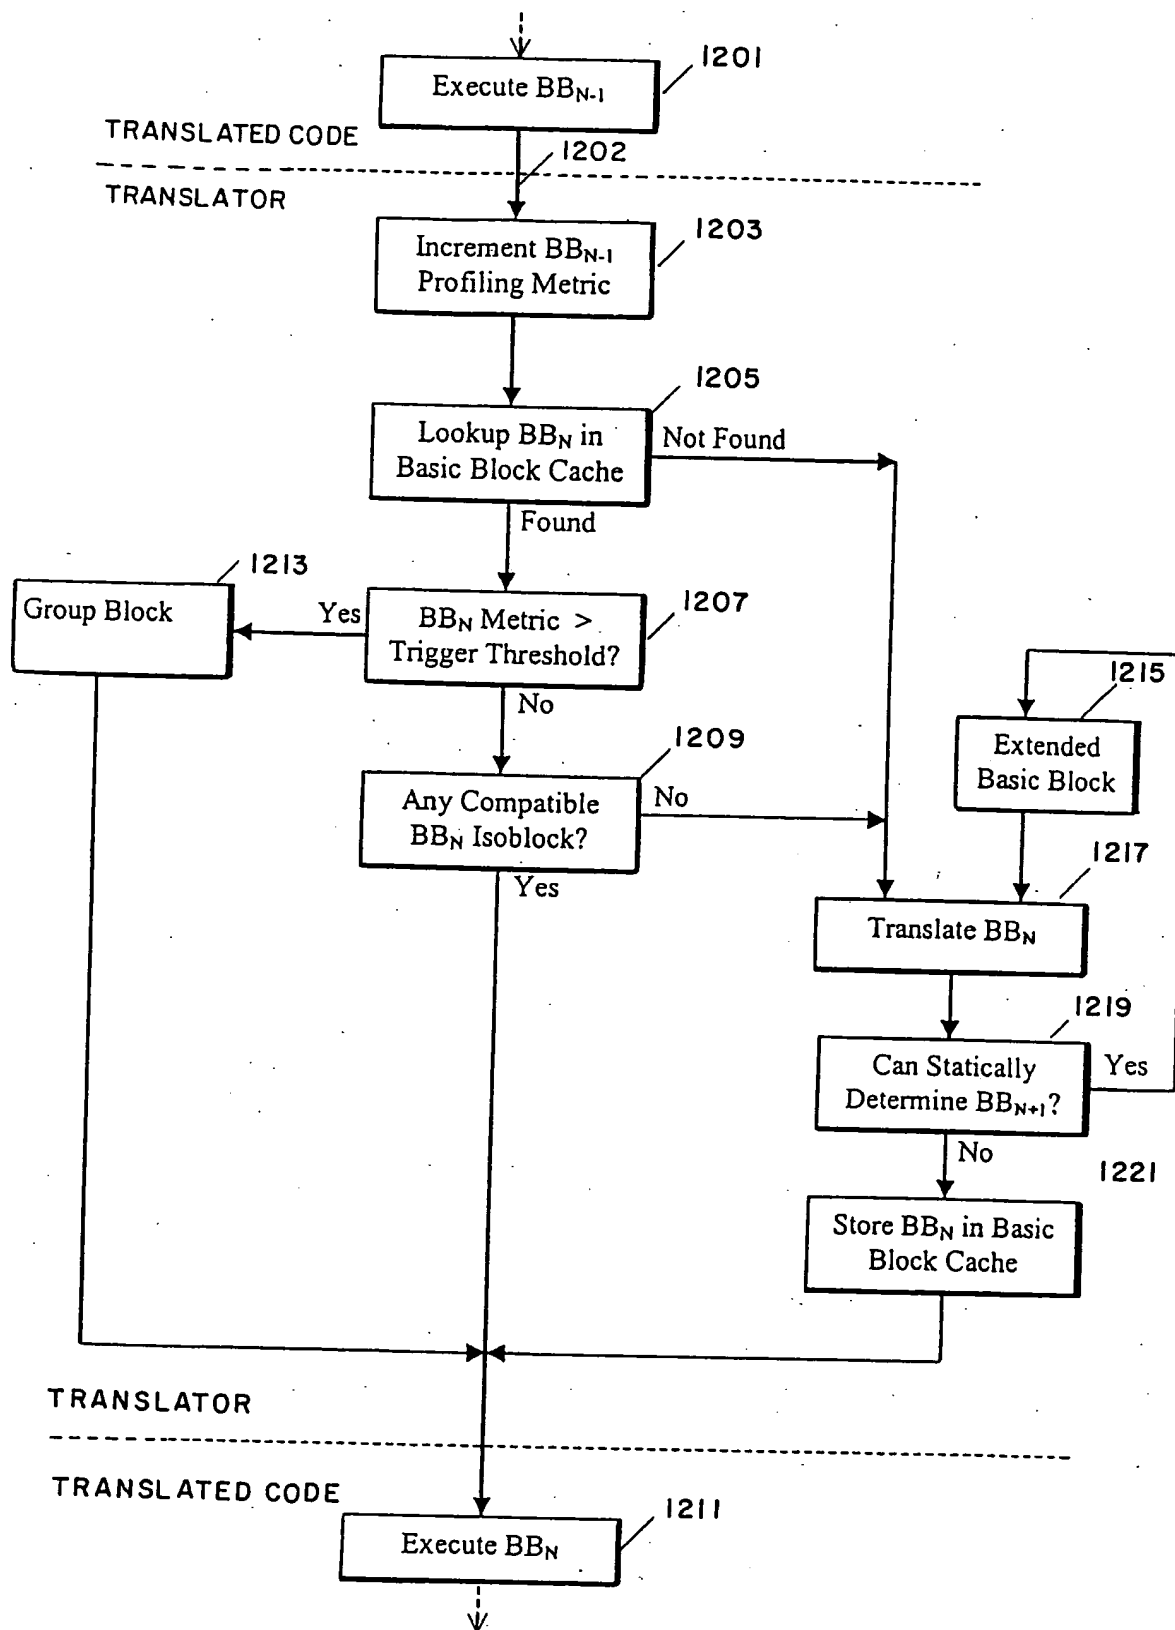 1201
Execute BBN-1
TRANSLATED CODE
1202
TRANSLATOR
1203
Increment BBN-1
Profiling Metric
1205
Lookup BBN in
Basic Block Cache
Not Found
Found
1213
Group Block
Yes
1207
BBN Metric >
Trigger Threshold?
No
1215
Extended
Basic Block
1209
Any Compatible
BBN Isoblock?
No
Yes
1217
Translate BBN
1219
Can Statically
Determine BBN+1?
Yes
No
1221
Store BBN in Basic
Block Cache
TRANSLATOR
TRANSLATED CODE
1211
Execute BBN